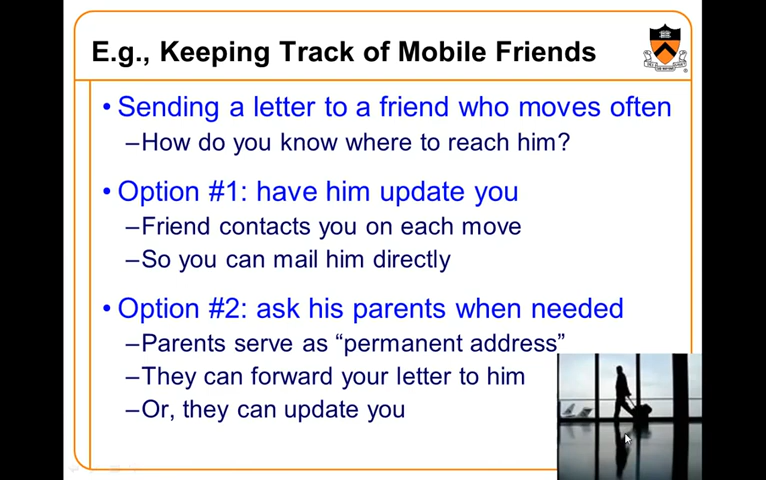 E.g., Keeping Track of Mobile Friends
• Sending a letter to a friend who moves often
–How do you know where to reach him?
• Option #1: have him update you
–Friend contacts you on each move
–So you can mail him directly
• Option #2: ask his parents when needed
–Parents serve as “permanent address”
–They can forward your letter to him
–Or, they can update you